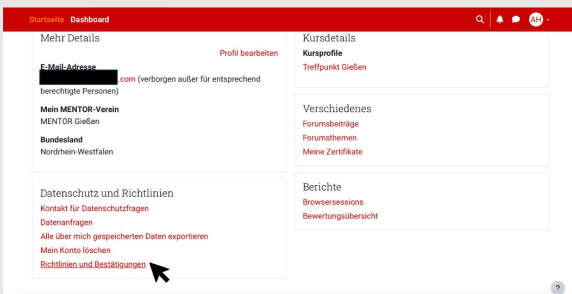 Startseite Dashboard
AH
Mehr Details
Profil bearbeiten
E-Mail-Adresse
.com (verborgen außer für entsprechend
berechtigte Personen)
Mein MENTOR-Verein
MENTOR Gießen
Bundesland
Nordrhein-Westfalen
Datenschutz und Richtlinien
Kontakt für Datenschutzfragen
Datenanfragen
Alle über mich gespeicherten Daten exportieren
Mein Konto löschen
Richtlinien und Bestätigungen
Kursdetails
Kursprofile
Treffpunkt Gießen
Verschiedenes
Forumsbeiträge
Forumsthemen
Meine Zertifikate
Berichte
Browsersessions
Bewertungsübersicht
?